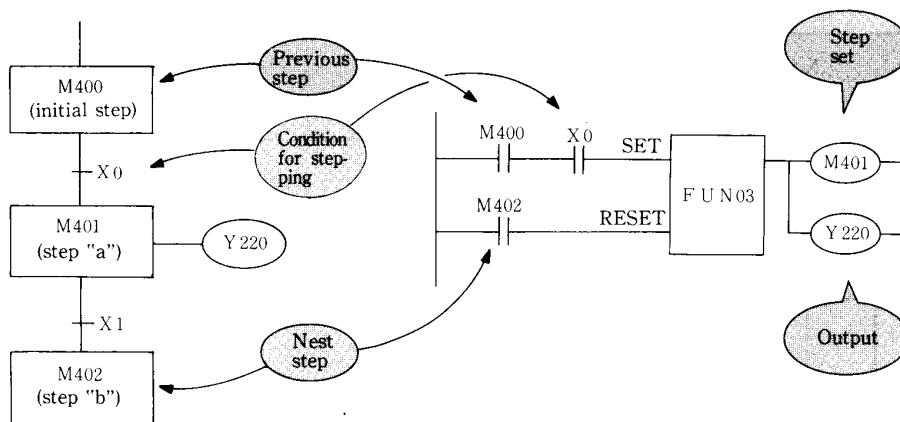 M400
(initial step)
X0
M401
(step "a")
Y220
X1
M402
(step "b")
Previous
step
Condition
for step-
ping
Nest
step
M400
X0
SET
M402
RESET
FUN03
M401
Y220
Step
set
Output